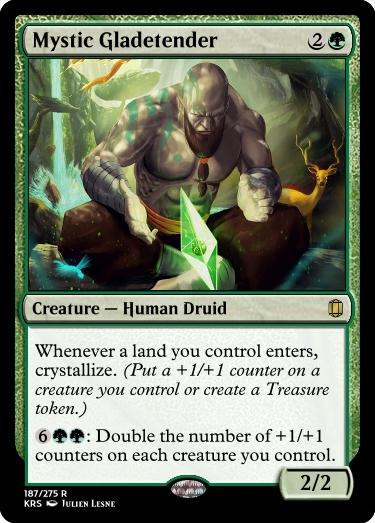 Mystic Gladetender 2
Creature — Human Druid
Whenever a land you control enters,
crystallize. (Put a +1/+1 counter on a
creature you control or create a Treasure
token.)
6: Double the number of +1/+1
counters on each creature you control.
2/2
187/275 R
KRS Julien Lesne